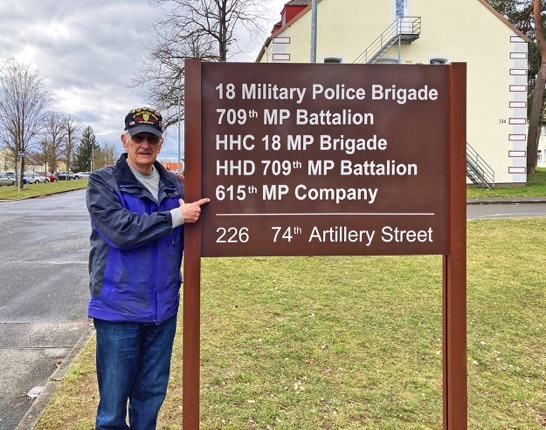 18 Military Police Brigade
709th MP Battalion
HHC 18 MP Brigade
HHD 709th MP Battalion
615th MP Company
226 74th Artillery Street